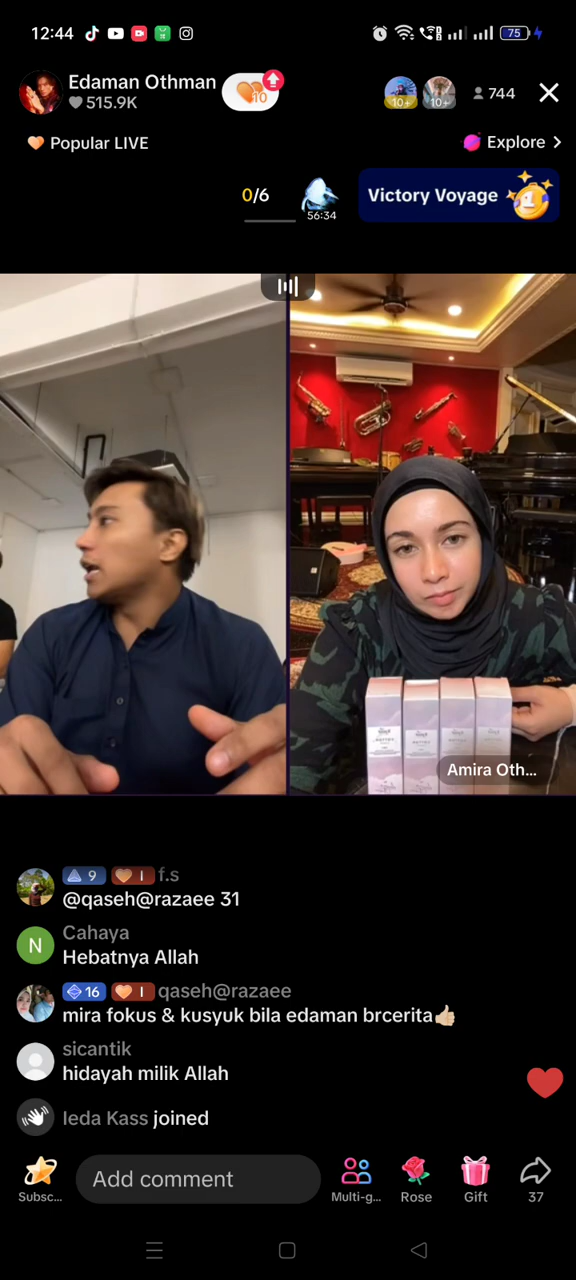 12:44
75
Edaman Othman
515.9K
10
10+
10+
744
Popular LIVE
Explore
0/6
56:34
Victory Voyage
1
Amira Oth...
9 I f.s
@qaseh@razaee 31
N
Cahaya
Hebatnya Allah
16 I qaseh@razaee
mira fokus & kusyuk bila edaman brcerita👍🏼
sicantik
hidayah milik Allah
Ieda Kass joined
Subsc...
Add comment
Multi-g...
Rose
Gift
37